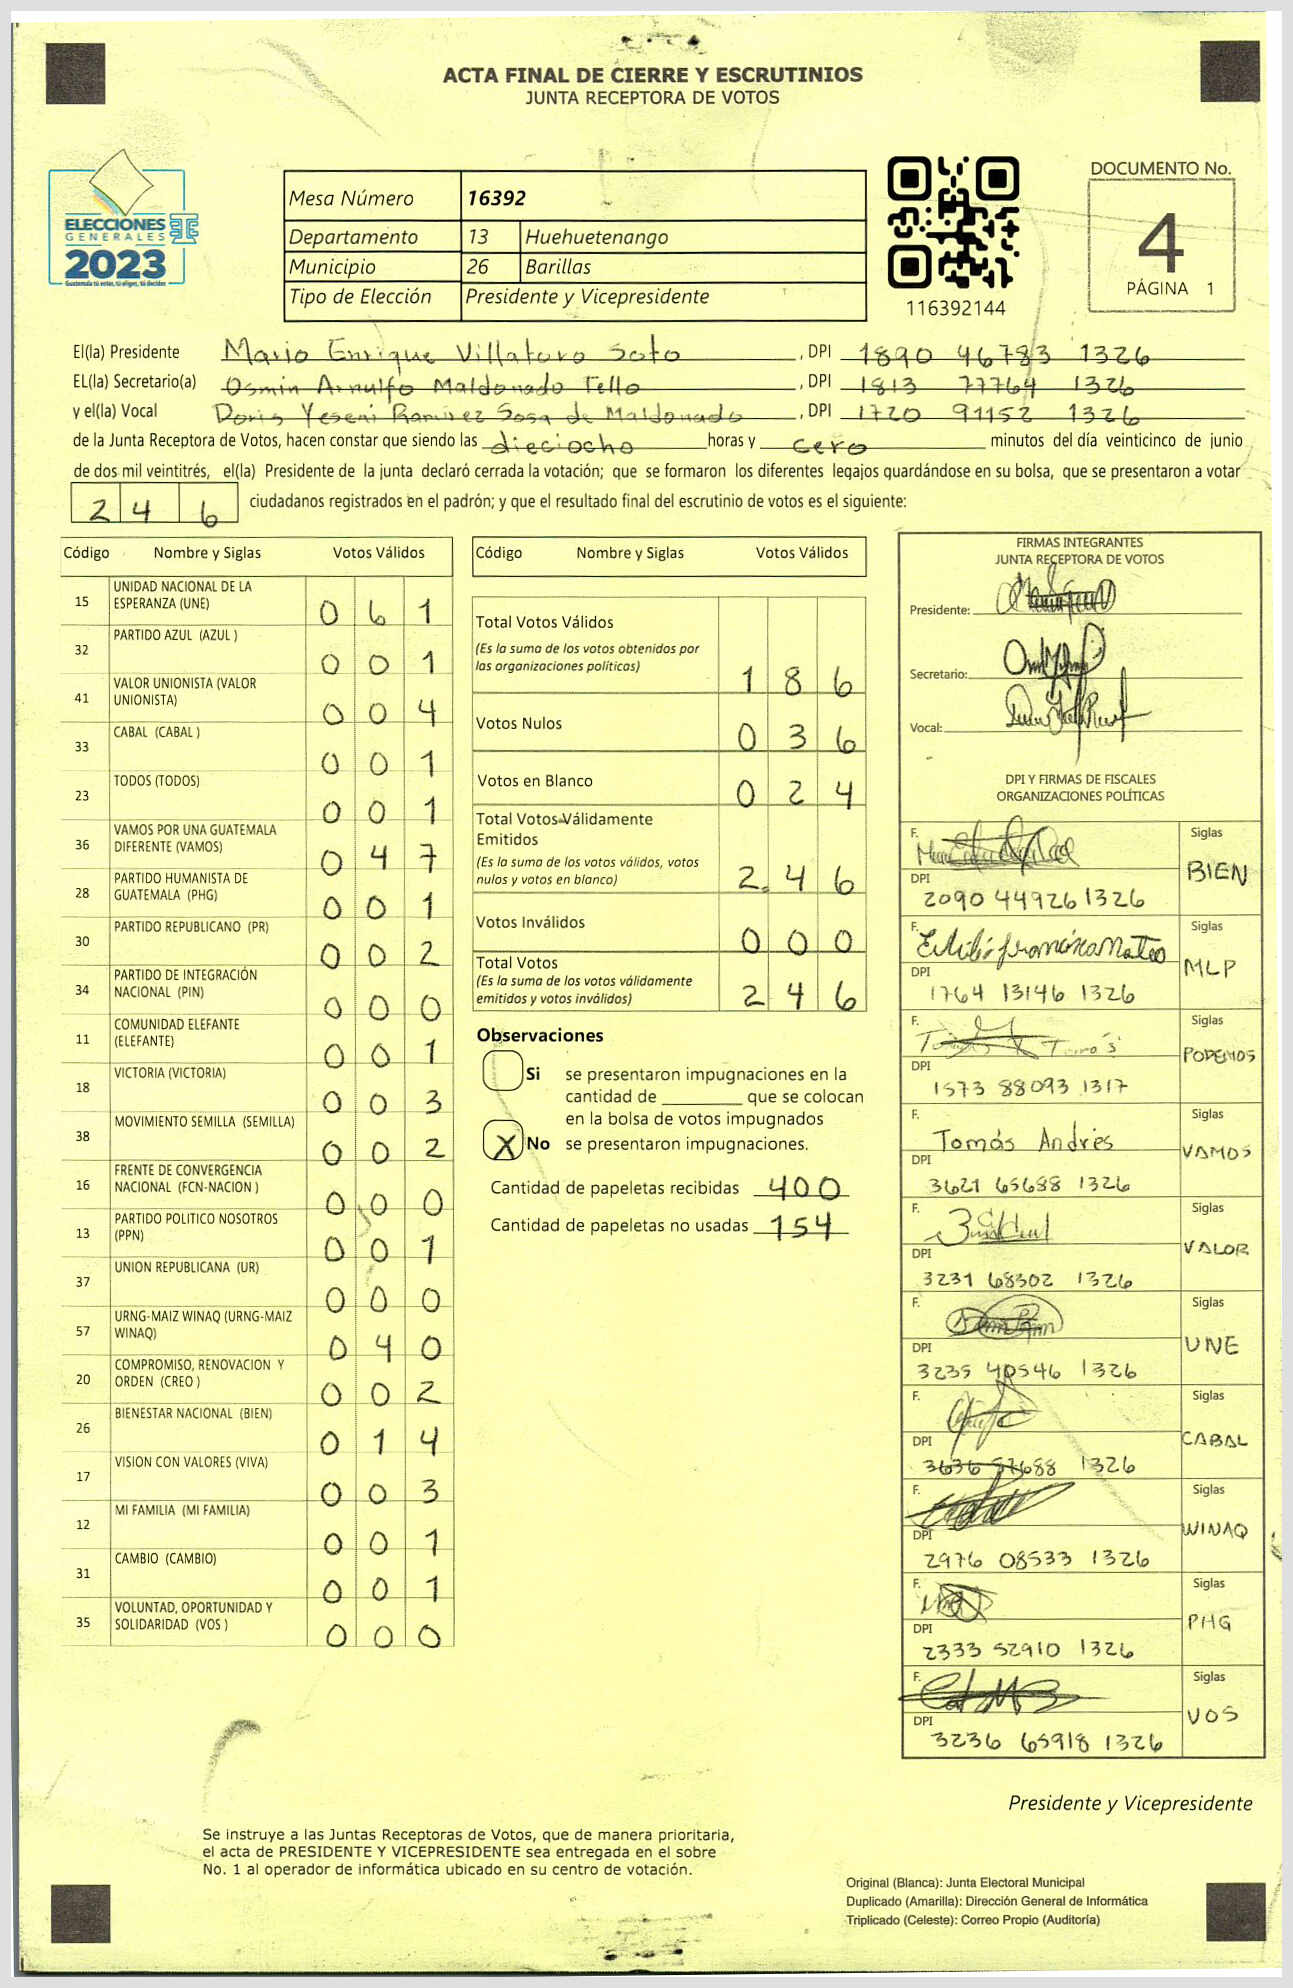 ACTA FINAL DE CIERRE Y ESCRUTINIOS
JUNTA RECEPTORA DE VOTOS
ELECCIONES
GENERALES
2023
Guatemala tú eres, tú eliges, tú decides
Mesa Número 16392
Departamento 13 Huehuetenango
Municipio 26 Barillas
Tipo de Elección Presidente y Vicepresidente
116392144
DOCUMENTO No.
4
PÁGINA 1
El(la) Presidente Mario Enrique Villatoro Soto, DPI 1890 46783 1326
EL(la) Secretario(a) Osmin Arnulfo Maldonado Tello, DPI 1813 77764 1326
y el(la) Vocal Doris Yeseni Ramirez Sosa de Maldonado, DPI 1720 91152 1326
de la Junta Receptora de Votos, hacen constar que siendo las dieciocho horas y cero minutos del día veinticinco de junio
de dos mil veintitrés, el(la) Presidente de la junta declaró cerrada la votación; que se formaron los diferentes legajos guardándose en su bolsa, que se presentaron a votar
246 ciudadanos registrados en el padrón; y que el resultado final del escrutinio de votos es el siguiente:
Código Nombre y Siglas Votos Válidos
15 UNIDAD NACIONAL DE LA ESPERANZA (UNE) 0 6 1
32 PARTIDO AZUL (AZUL ) 0 0 1
41 VALOR UNIONISTA (VALOR UNIONISTA) 0 0 4
33 CABAL (CABAL ) 0 0 1
23 TODOS (TODOS) 0 0 1
36 VAMOS POR UNA GUATEMALA DIFERENTE (VAMOS) 0 4 7
28 PARTIDO HUMANISTA DE GUATEMALA (PHG) 0 0 1
30 PARTIDO REPUBLICANO (PR) 0 0 2
34 PARTIDO DE INTEGRACIÓN NACIONAL (PIN) 0 0 0
11 COMUNIDAD ELEFANTE (ELEFANTE) 0 0 1
18 VICTORIA (VICTORIA) 0 0 3
38 MOVIMIENTO SEMILLA (SEMILLA) 0 0 2
16 FRENTE DE CONVERGENCIA NACIONAL (FCN-NACION ) 0 0 0
13 PARTIDO POLITICO NOSOTROS (PPN) 0 0 1
37 UNION REPUBLICANA (UR) 0 0 0
57 URNG-MAIZ WINAQ (URNG-MAIZ WINAQ) 0 4 0
20 COMPROMISO, RENOVACION Y ORDEN (CREO ) 0 0 2
26 BIENESTAR NACIONAL (BIEN) 0 1 4
17 VISION CON VALORES (VIVA) 0 0 3
12 MI FAMILIA (MI FAMILIA) 0 0 1
31 CAMBIO (CAMBIO) 0 0 1
35 VOLUNTAD, OPORTUNIDAD Y SOLIDARIDAD (VOS ) 0 0 0
Código Nombre y Siglas Votos Válidos
Total Votos Válidos
(Es la suma de los votos obtenidos por
las organizaciones políticas) 1 8 6
Votos Nulos 0 3 6
Votos en Blanco 0 2 4
Total Votos Válidamente
Emitidos
(Es la suma de los votos válidos, votos
nulos y votos en blanco) 2 4 6
Votos Inválidos 0 0 0
Total Votos
(Es la suma de los votos válidamente
emitidos y votos inválidos) 2 4 6
Observaciones
Si se presentaron impugnaciones en la
cantidad de ________ que se colocan
en la bolsa de votos impugnados
X No se presentaron impugnaciones.
Cantidad de papeletas recibidas 400
Cantidad de papeletas no usadas 154
FIRMAS INTEGRANTES
JUNTA RECEPTORA DE VOTOS
Presidente:
Secretario:
Vocal:
DPI Y FIRMAS DE FISCALES
ORGANIZACIONES POLÍTICAS
F. Siglas
BIEN
DPI
2090 44926 1326
F. Siglas
MLP
DPI
1764 13146 1326
F. Siglas
PODEMOS
DPI
1573 88093 1317
F. Tomás Andrés Siglas
VAMOS
DPI
3621 65688 1326
F. Siglas
VALOR
DPI
3231 68302 1326
F. Siglas
UNE
DPI
3235 40546 1326
F. Siglas
CABAL
DPI
3636 57688 1326
F. Siglas
WINAQ
DPI
2976 08533 1326
F. Siglas
PHG
DPI
2333 52910 1326
F. Siglas
VOS
DPI
3236 65918 1326
Presidente y Vicepresidente
Se instruye a las Juntas Receptoras de Votos, que de manera prioritaria,
el acta de PRESIDENTE Y VICEPRESIDENTE sea entregada en el sobre
No. 1 al operador de informática ubicado en su centro de votación.
Original (Blanca): Junta Electoral Municipal
Duplicado (Amarilla): Dirección General de Informática
Triplicado (Celeste): Correo Propio (Auditoría)